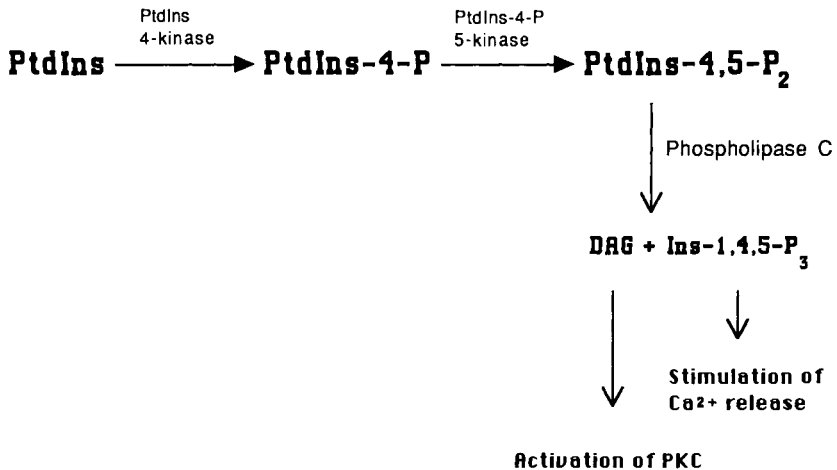 PtdIns
4-kinase
PtdIns-4-P
5-kinase
PtdIns
PtdIns-4-P
PtdIns-4,5-P₂
Phospholipase C
DAG + Ins-1,4,5-P₃
Stimulation of
Ca²⁺ release
Activation of PKC